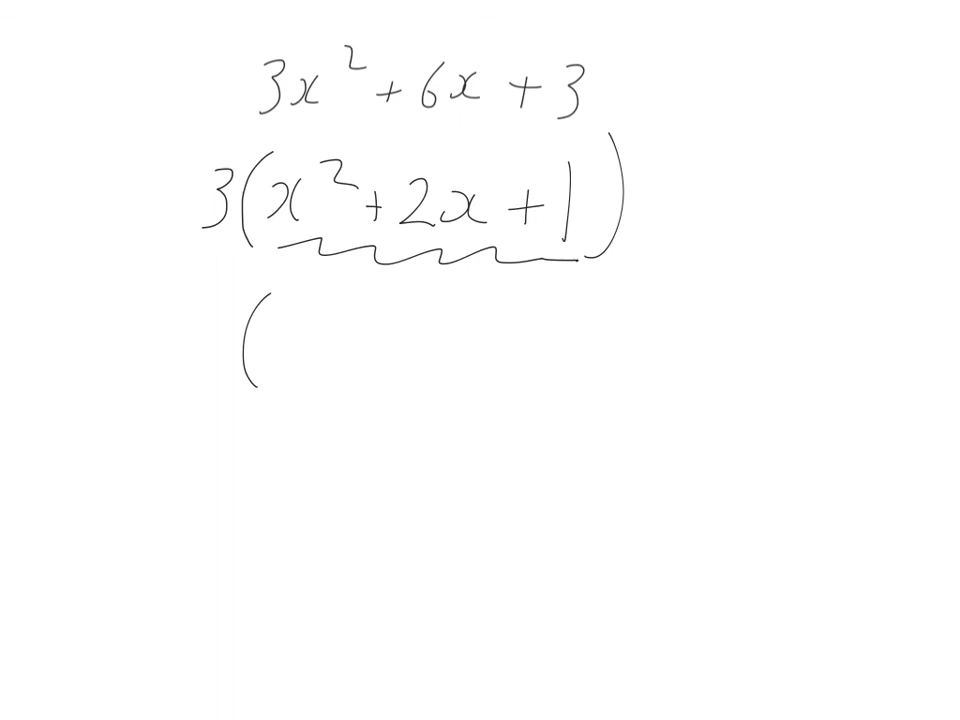 3x² + 6x + 3
3(x² + 2x + 1)
(